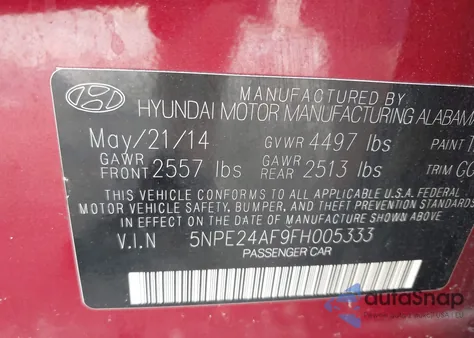 MANUFACTURED BY
HYUNDAI MOTOR MANUFACTURING ALABAMA
May/21/14 GVWR 4497 lbs PAINT
GAWR FRONT 2557 lbs GAWR REAR 2513 lbs TRIM
THIS VEHICLE CONFORMS TO ALL APPLICABLE U.S.A. FEDERAL
MOTOR VEHICLE SAFETY, BUMPER, AND THEFT PREVENTION STANDARDS
IN EFFECT ON THE DATE OF MANUFACTURE SHOWN ABOVE.
V.I.N 5NPE24AF9FH005333
PASSENGER CAR
autoSnap